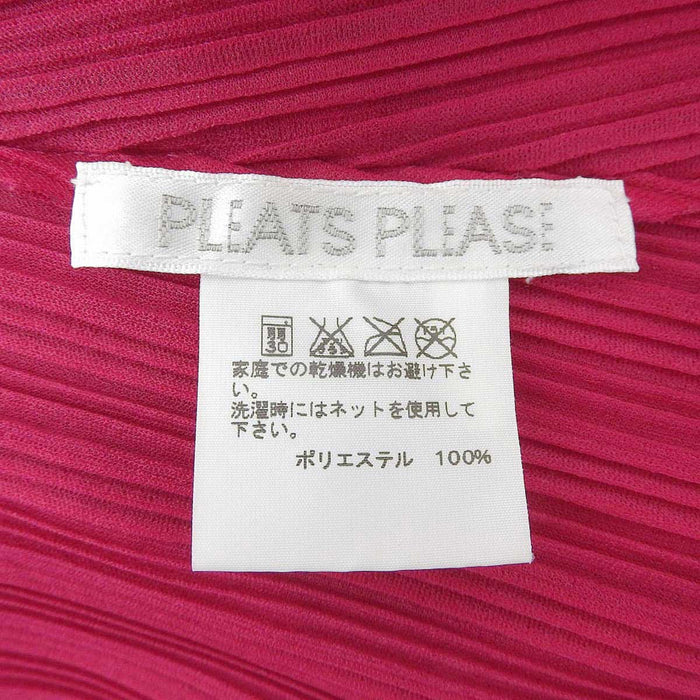 PLEATS PLEASE
30
家庭での乾燥機はお避け下さ
い。
洗濯時にはネットを使用して
下さい。
ポリエステル 100%